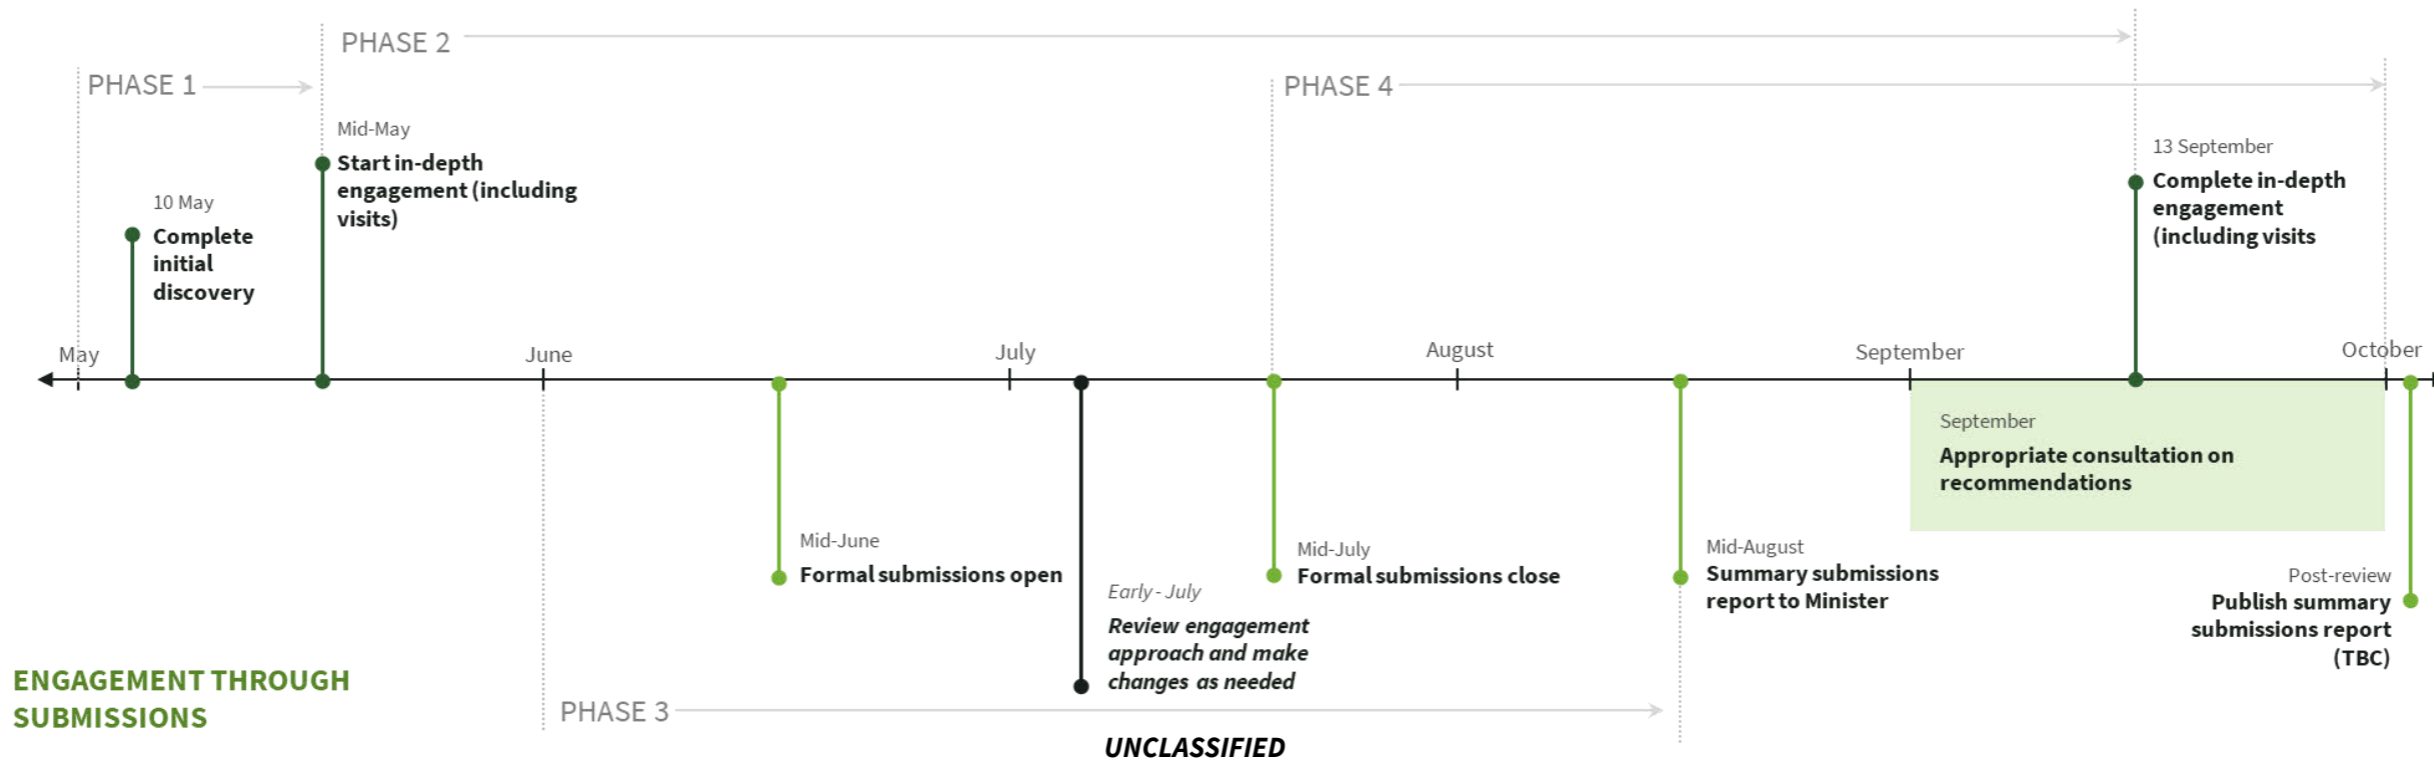 PHASE 2
PHASE 1
PHASE 4
Mid-May
Start in-depth
engagement (including
visits)
13 September
Complete in-depth
engagement
(including visits
10 May
Complete
initial
discovery
May
June
July
August
September
October
September
Appropriate consultation on
recommendations
Mid-June
Formal submissions open
Early - July
Review engagement
approach and make
changes as needed
Mid-July
Formal submissions close
Mid-August
Summary submissions
report to Minister
Post-review
Publish summary
submissions report
(TBC)
ENGAGEMENT THROUGH
SUBMISSIONS
PHASE 3
UNCLASSIFIED